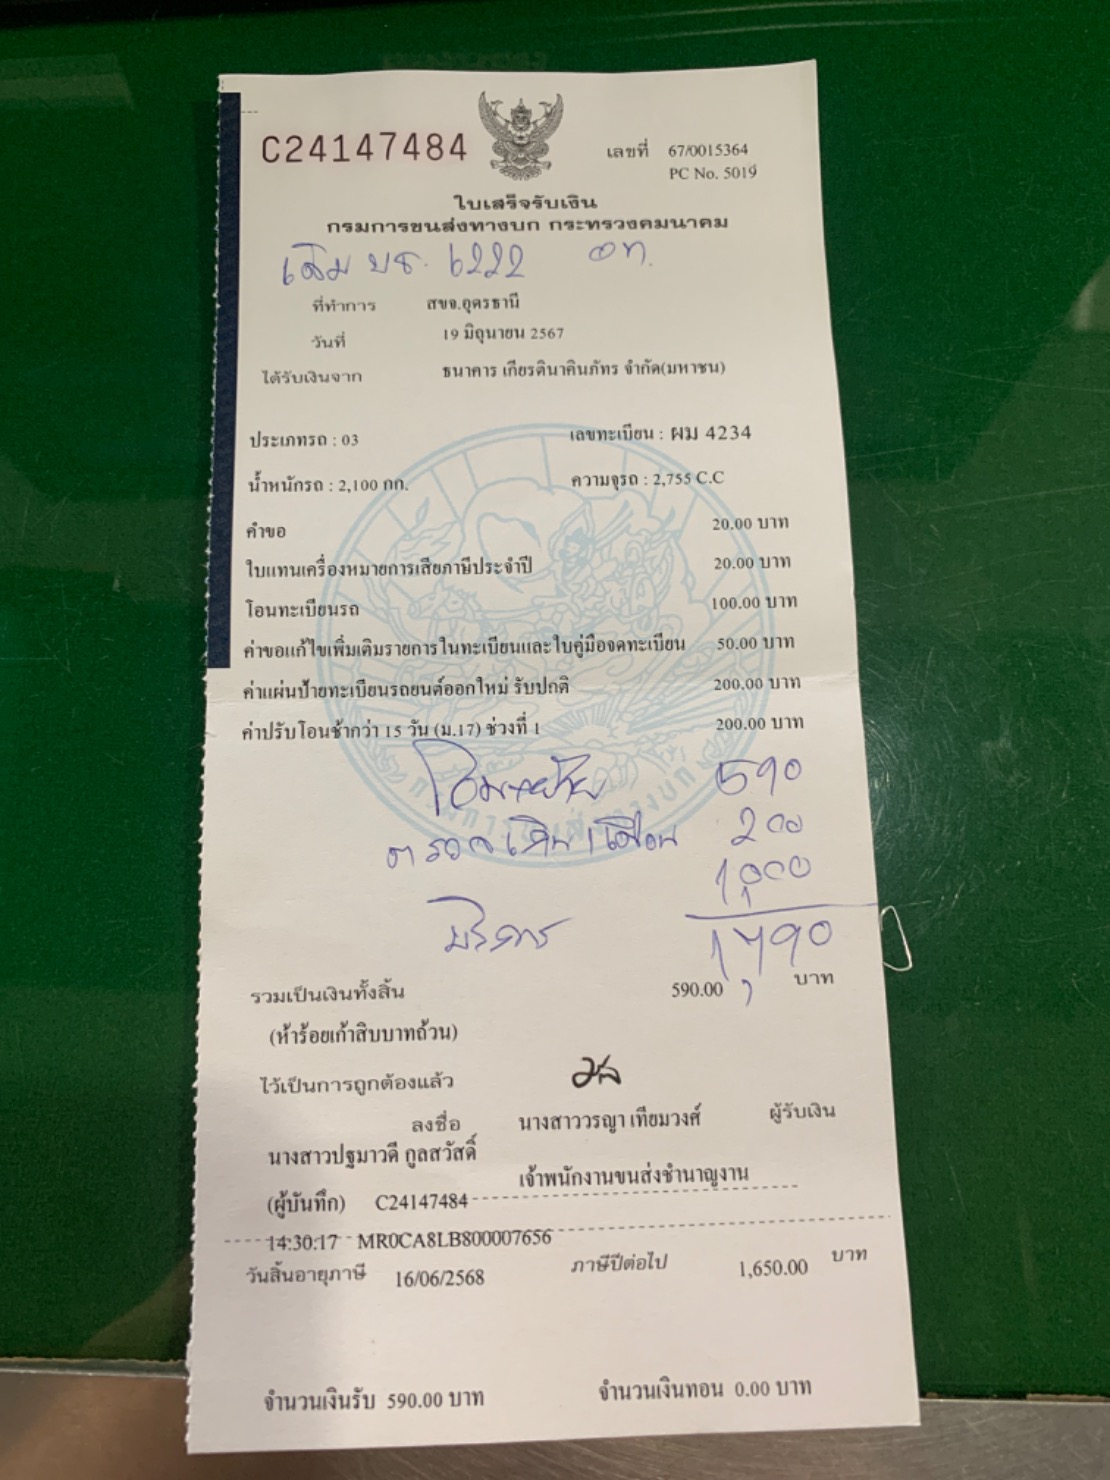 C24147484
เลขที่ 67/0015364
PC No. 5019
ใบเสร็จรับเงิน
กรมการขนส่งทางบก กระทรวงคมนาคม
เดิม บธ. 6222 อท.
ที่ทำการ สขจ.อุดรธานี
วันที่ 19 มิถุนายน 2567
ได้รับเงินจาก ธนาคาร เกียรตินาคินภัทร จำกัด(มหาชน)
ประเภทรถ : 03 เลขทะเบียน : ผม 4234
น้ำหนักรถ : 2,100 กก. ความจุรถ : 2,755 C.C
คำขอ 20.00 บาท
ใบแทนเครื่องหมายการเสียภาษีประจำปี 20.00 บาท
โอนทะเบียนรถ 100.00 บาท
ค่าขอแก้ไขเพิ่มเติมรายการในทะเบียนและใบคู่มือจดทะเบียน 50.00 บาท
ค่าแผ่นป้ายทะเบียนรถยนต์ออกใหม่ รับปกติ 200.00 บาท
ค่าปรับโอนช้ากว่า 15 วัน (ม.17) ช่วงที่ 1 200.00 บาท
590
ตรวจเกิน 1 เดือน 200
1,000
บริการ 1,790
รวมเป็นเงินทั้งสิ้น 590.00 บาท
(ห้าร้อยเก้าสิบบาทถ้วน)
ไว้เป็นการถูกต้องแล้ว
ลงชื่อ นางสาววรญา เทียมวงศ์ ผู้รับเงิน
นางสาวปฐมาวดี กูลสวัสดิ์
เจ้าพนักงานขนส่งชำนาญงาน
(ผู้บันทึก) C24147484
14:30:17 MR0CA8LB800007656
วันสิ้นอายุภาษี 16/06/2568 ภาษีปีต่อไป 1,650.00 บาท
จำนวนเงินรับ 590.00 บาท จำนวนเงินทอน 0.00 บาท